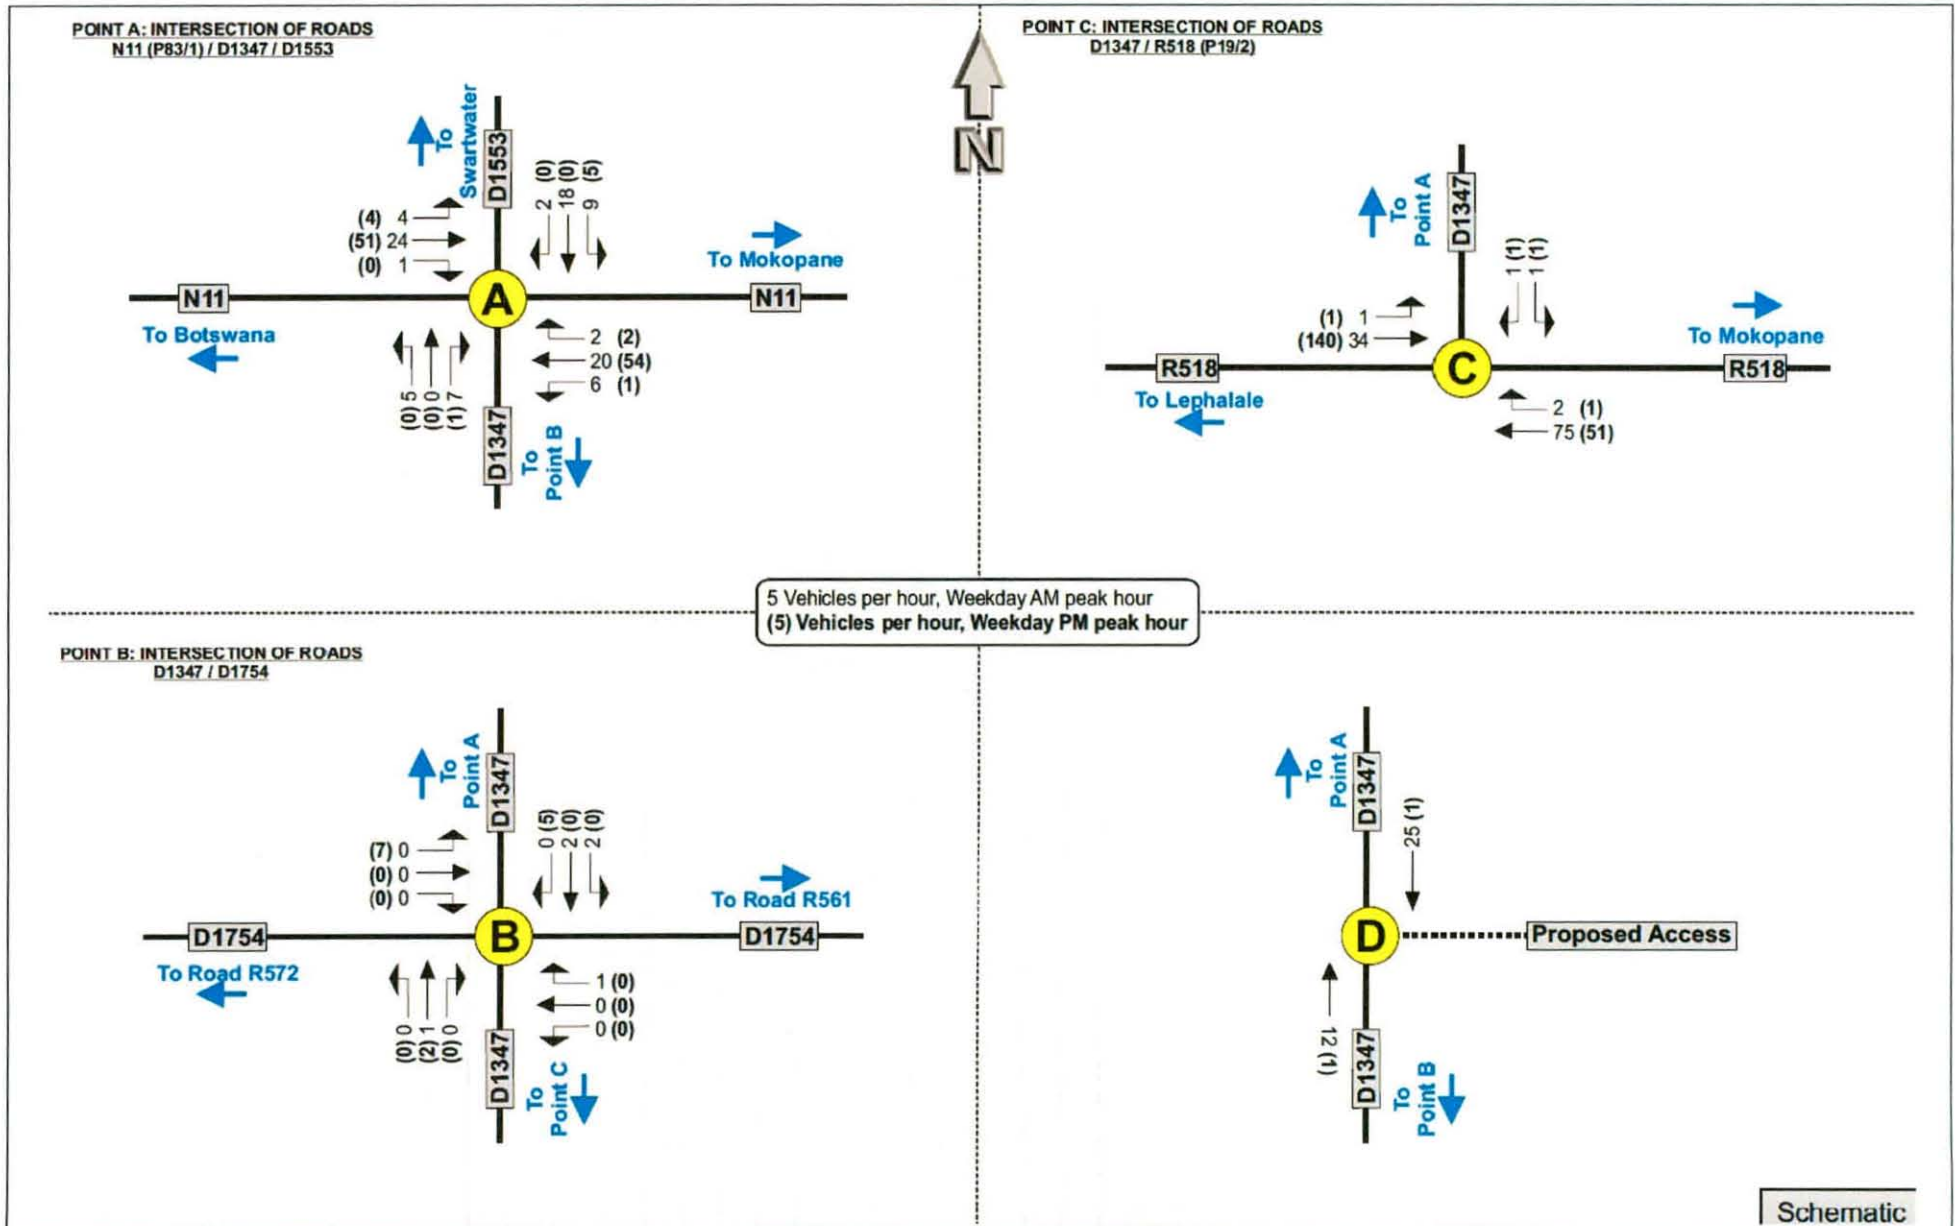 POINT A: INTERSECTION OF ROADS
N11 (P83/1) / D1347 / D1553
To
Swartwater
D1553
2 (0)
18 (0)
9 (5)
(4) 4
(51) 24
(0) 1
To Mokopane
N11
A
N11
To Botswana
2 (2)
20 (54)
6 (1)
(0) 5
(0) 0
(1) 7
D1347
To
Point B
N
POINT C: INTERSECTION OF ROADS
D1347 / R518 (P19/2)
To
Point A
D1347
1 (1)
1 (1)
(1) 1
(140) 34
To Mokopane
R518
C
R518
To Lephalale
2 (1)
75 (51)
5 Vehicles per hour, Weekday AM peak hour
(5) Vehicles per hour, Weekday PM peak hour
POINT B: INTERSECTION OF ROADS
D1347 / D1754
To
Point A
D1347
0 (5)
2 (0)
2 (0)
(7) 0
(0) 0
(0) 0
To Road R561
D1754
B
D1754
To Road R572
1 (0)
0 (0)
0 (0)
(0) 0
(2) 1
(0) 0
D1347
To
Point C
To
Point A
D1347
25 (1)
D
Proposed Access
12 (1)
D1347
To
Point B
Schematic